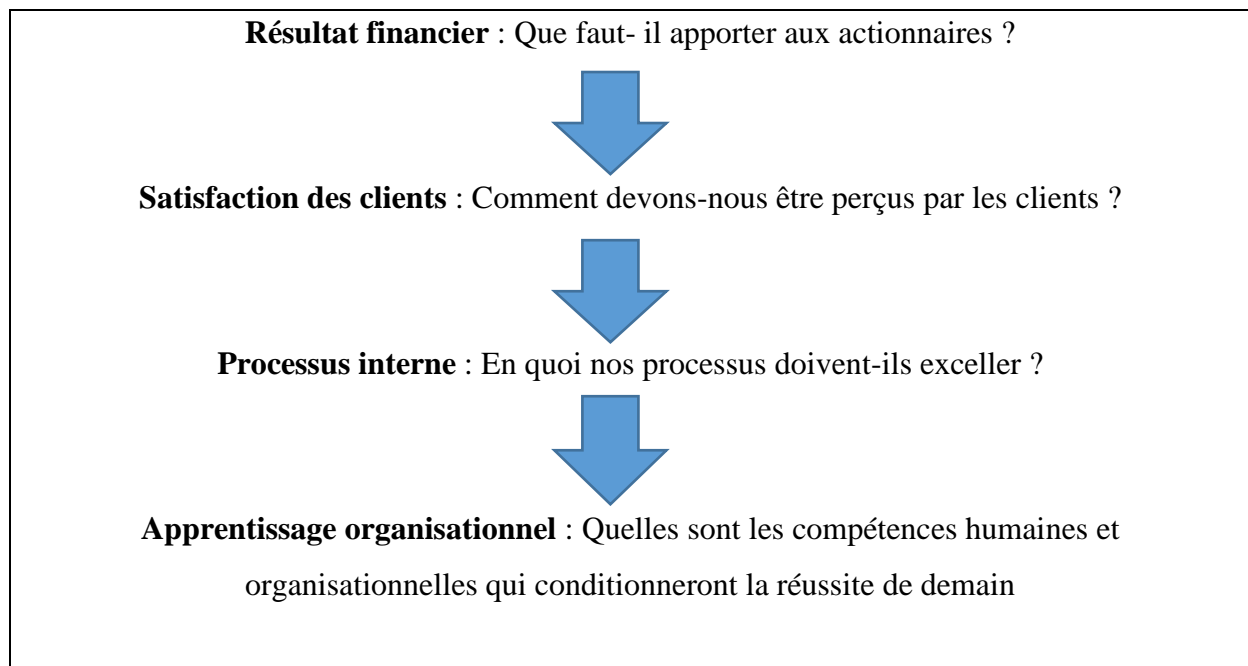 Résultat financier : Que faut- il apporter aux actionnaires ?
Satisfaction des clients : Comment devons-nous être perçus par les clients ?
Processus interne : En quoi nos processus doivent-ils exceller ?
Apprentissage organisationnel : Quelles sont les compétences humaines et
organisationnelles qui conditionneront la réussite de demain